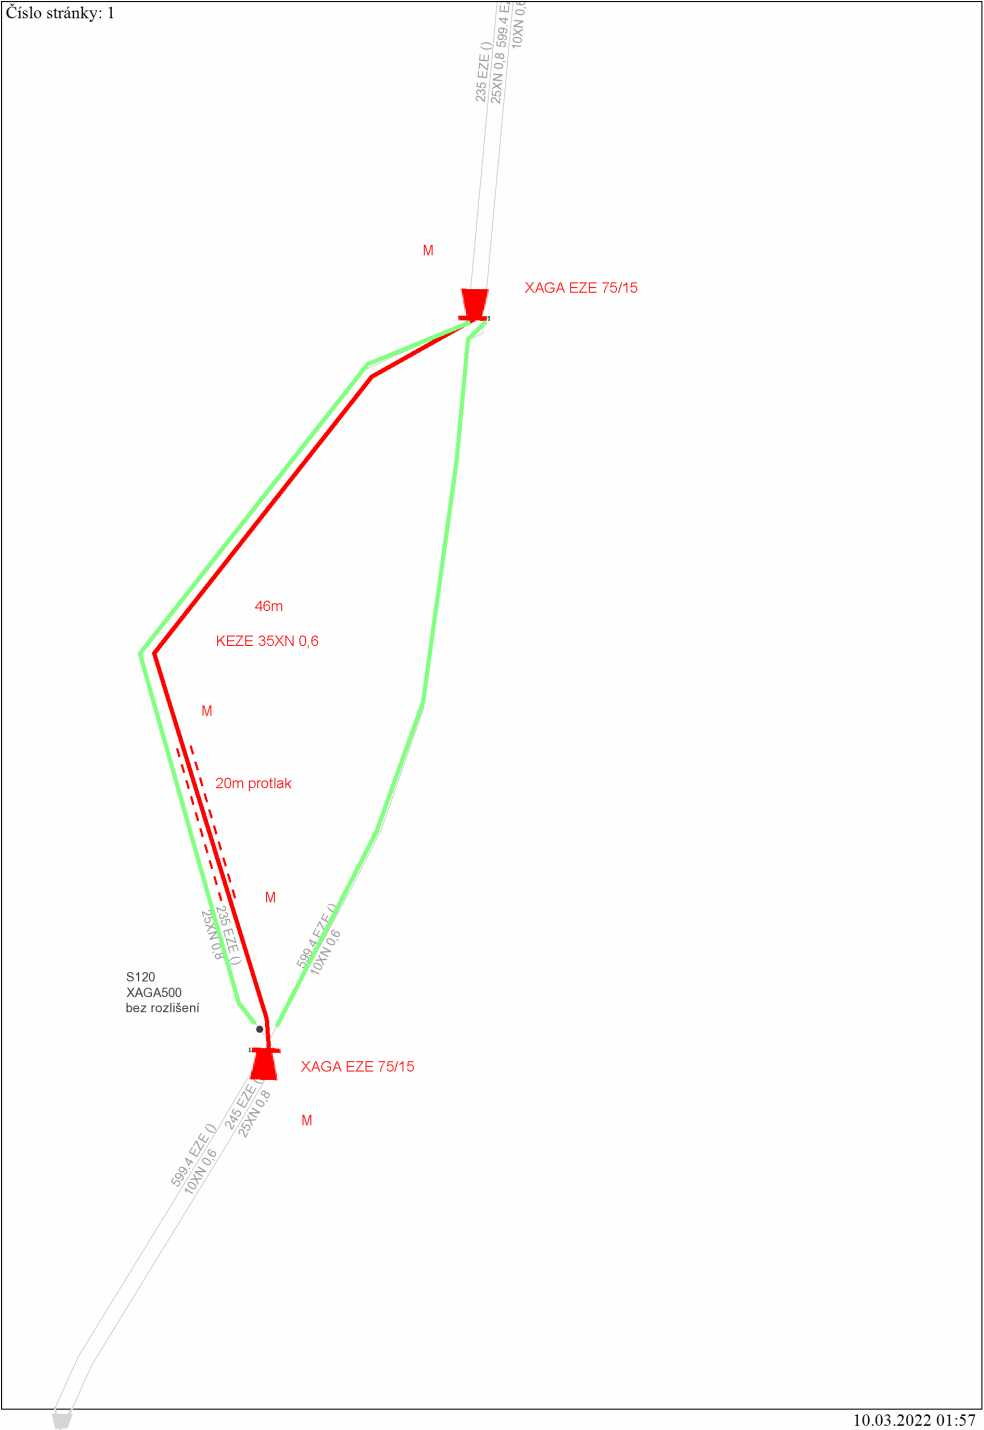 Číslo stránky: 1
235 EZE ()
25XN 0,8
599.4
10XN 0,6
M
XAGA EZE 75/15
46m
KEZE 35XN 0,6
M
20m protlak
M
235 EZE ()
25XN 0,8
599.4 EZE ()
10XN 0,6
S120
XAGA500
bez rozlišení
XAGA EZE 75/15
245 EZE (
25XN 0,8
M
599.4 EZE ()
10XN 0,6
10.03.2022 01:57